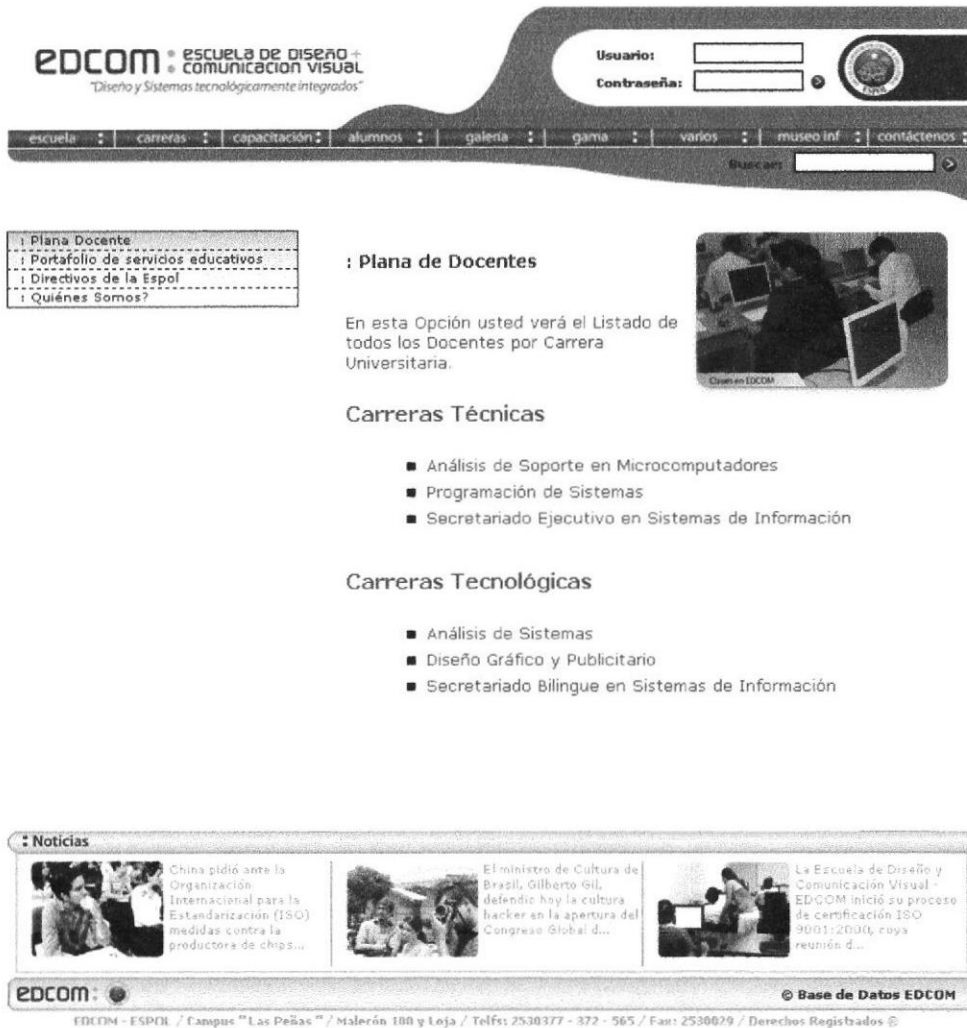 EDCOM : ESCUELA DE DISEÑO +
COMUNICACION VISUAL
"Diseño y Sistemas tecnológicamente integrados"
Usuario:
Contraseña:
ESPOL
escuela : carreras : capacitación : alumnos : galería : gama : varios : museo inf : contáctenos :
Buscar:
: Plana Docente
: Portafolio de servicios educativos
: Directivos de la Espol
: Quiénes Somos?
: Plana de Docentes
En esta Opción usted verá el Listado de
todos los Docentes por Carrera
Universitaria.
Clases en EDCOM
Carreras Técnicas
Análisis de Soporte en Microcomputadores
Programación de Sistemas
Secretariado Ejecutivo en Sistemas de Información
Carreras Tecnológicas
Análisis de Sistemas
Diseño Gráfico y Publicitario
Secretariado Bilingue en Sistemas de Información
: Noticias
China pidió ante la
Organización
Internacional para la
Estandarización (ISO)
medidas contra la
productora de chips...
El ministro de Cultura de
Brasil, Gilberto Gil,
defendió hoy la cultura
hacker en la apertura del
Congreso Global d...
La Escuela de Diseño y
Comunicación Visual -
EDCOM inició su proceso
de certificación ISO
9001:2000, cuya
reunión d...
EDCOM :
© Base de Datos EDCOM
EDCOM - ESPOL / Campus "Las Peñas" / Malecón 100 y Loja / Telfs: 2530377 - 372 - 565 / Fax: 2530029 / Derechos Registrados ©